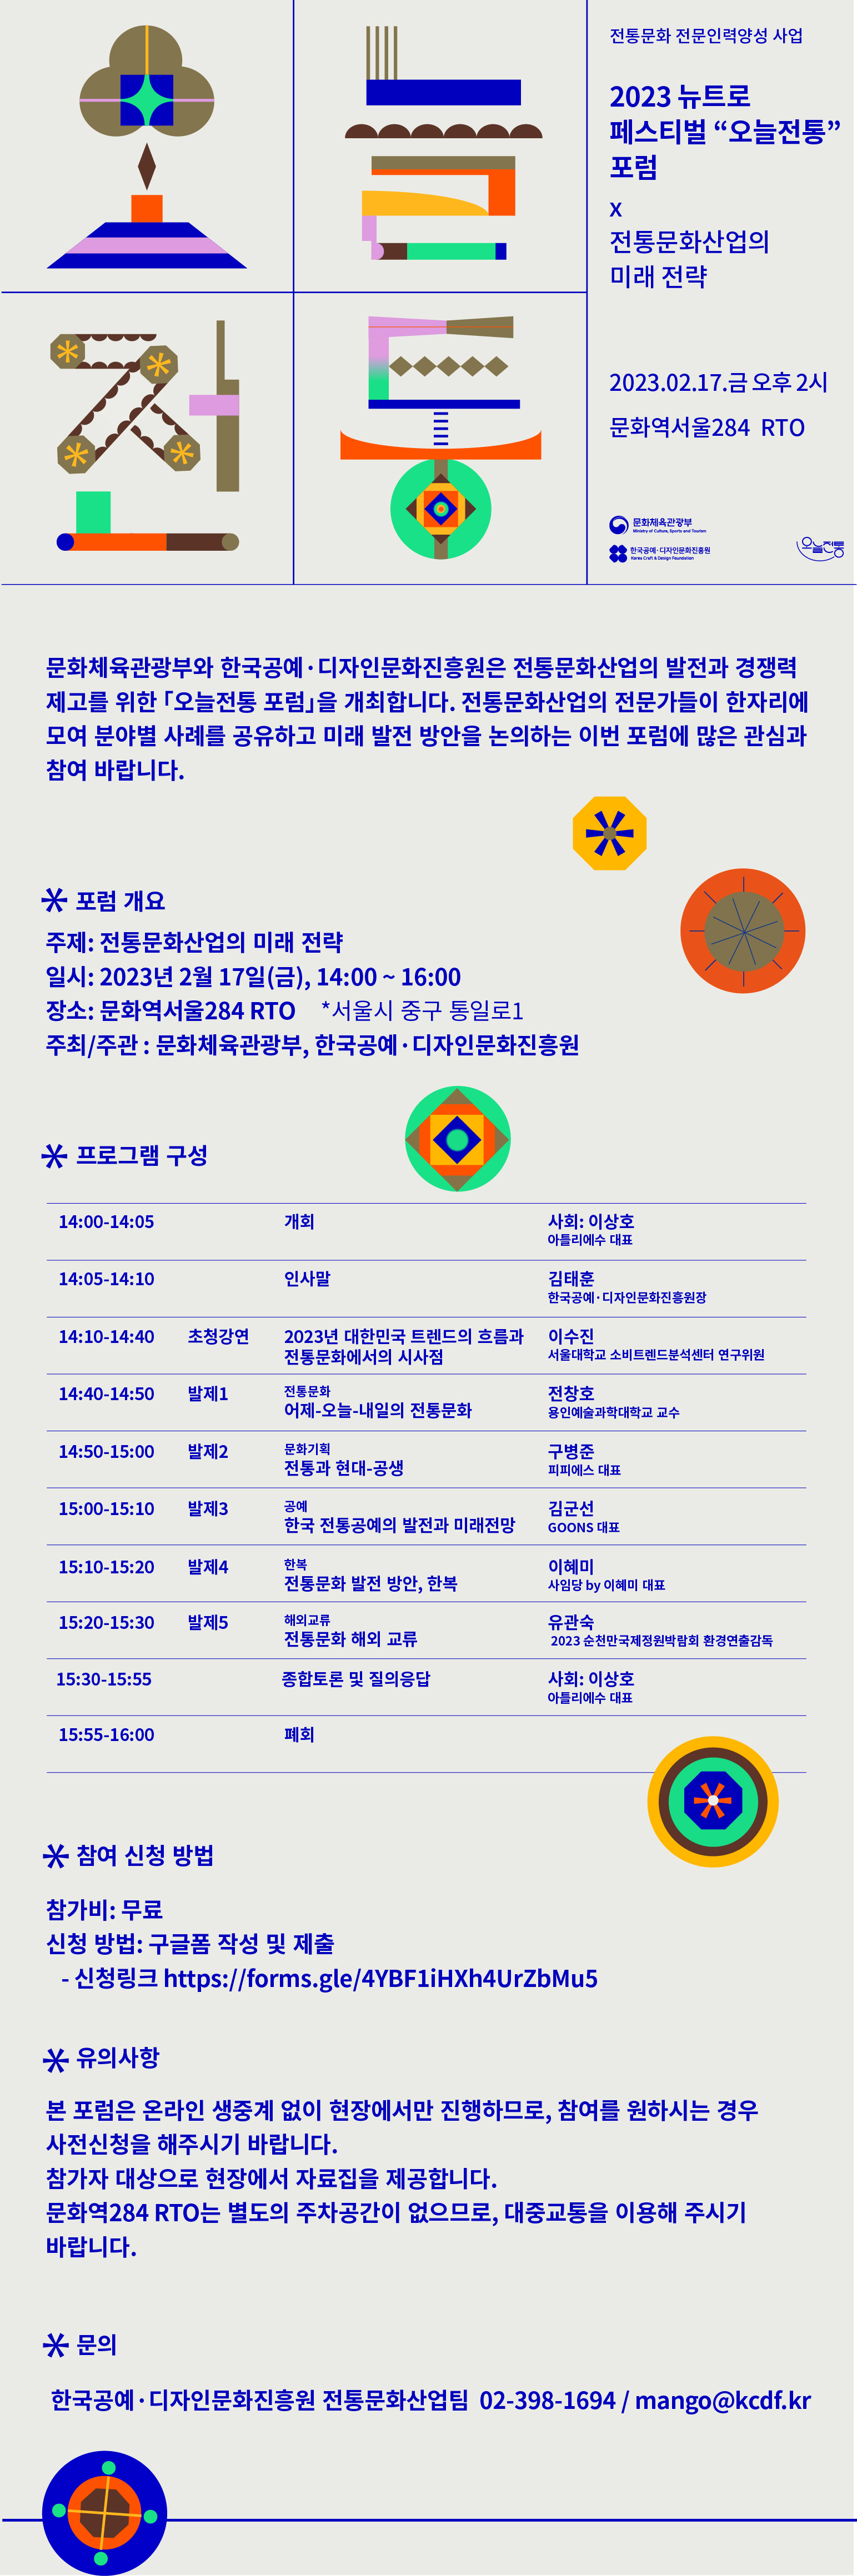 전통문화 전문인력양성 사업
2023 뉴트로
페스티벌 “오늘전통”
포럼
x
전통문화산업의
미래 전략
2023.02.17.금 오후 2시
문화역서울284 RTO
문화체육관광부
Ministry of Culture, Sports and Tourism
한국공예·디자인문화진흥원
Korea Craft & Design Foundation
오늘전통
문화체육관광부와 한국공예·디자인문화진흥원은 전통문화산업의 발전과 경쟁력
제고를 위한 「오늘전통 포럼」을 개최합니다. 전통문화산업의 전문가들이 한자리에
모여 분야별 사례를 공유하고 미래 발전 방안을 논의하는 이번 포럼에 많은 관심과
참여 바랍니다.
포럼 개요
주제: 전통문화산업의 미래 전략
일시: 2023년 2월 17일(금), 14:00 ~ 16:00
장소: 문화역서울284 RTO *서울시 중구 통일로1
주최/주관 : 문화체육관광부, 한국공예·디자인문화진흥원
프로그램 구성
14:00-14:05 개회 사회: 이상호
아틀리에수 대표
14:05-14:10 인사말 김태훈
한국공예·디자인문화진흥원장
14:10-14:40 초청강연 2023년 대한민국 트렌드의 흐름과 이수진
전통문화에서의 시사점 서울대학교 소비트렌드분석센터 연구위원
14:40-14:50 발제1 전통문화 전창호
어제-오늘-내일의 전통문화 용인예술과학대학교 교수
14:50-15:00 발제2 문화기획 구병준
전통과 현대-공생 피피에스 대표
15:00-15:10 발제3 공예 김군선
한국 전통공예의 발전과 미래전망 GOONS 대표
15:10-15:20 발제4 한복 이혜미
전통문화 발전 방안, 한복 사임당 by 이혜미 대표
15:20-15:30 발제5 해외교류 유관숙
전통문화 해외 교류 2023 순천만국제정원박람회 환경연출감독
15:30-15:55 종합토론 및 질의응답 사회: 이상호
아틀리에수 대표
15:55-16:00 폐회
참여 신청 방법
참가비: 무료
신청 방법: 구글폼 작성 및 제출
- 신청링크 https://forms.gle/4YBF1iHXh4UrZbMu5
유의사항
본 포럼은 온라인 생중계 없이 현장에서만 진행하므로, 참여를 원하시는 경우
사전신청을 해주시기 바랍니다.
참가자 대상으로 현장에서 자료집을 제공합니다.
문화역284 RTO는 별도의 주차공간이 없으므로, 대중교통을 이용해 주시기
바랍니다.
문의
한국공예·디자인문화진흥원 전통문화산업팀 02-398-1694 / mango@kcdf.kr